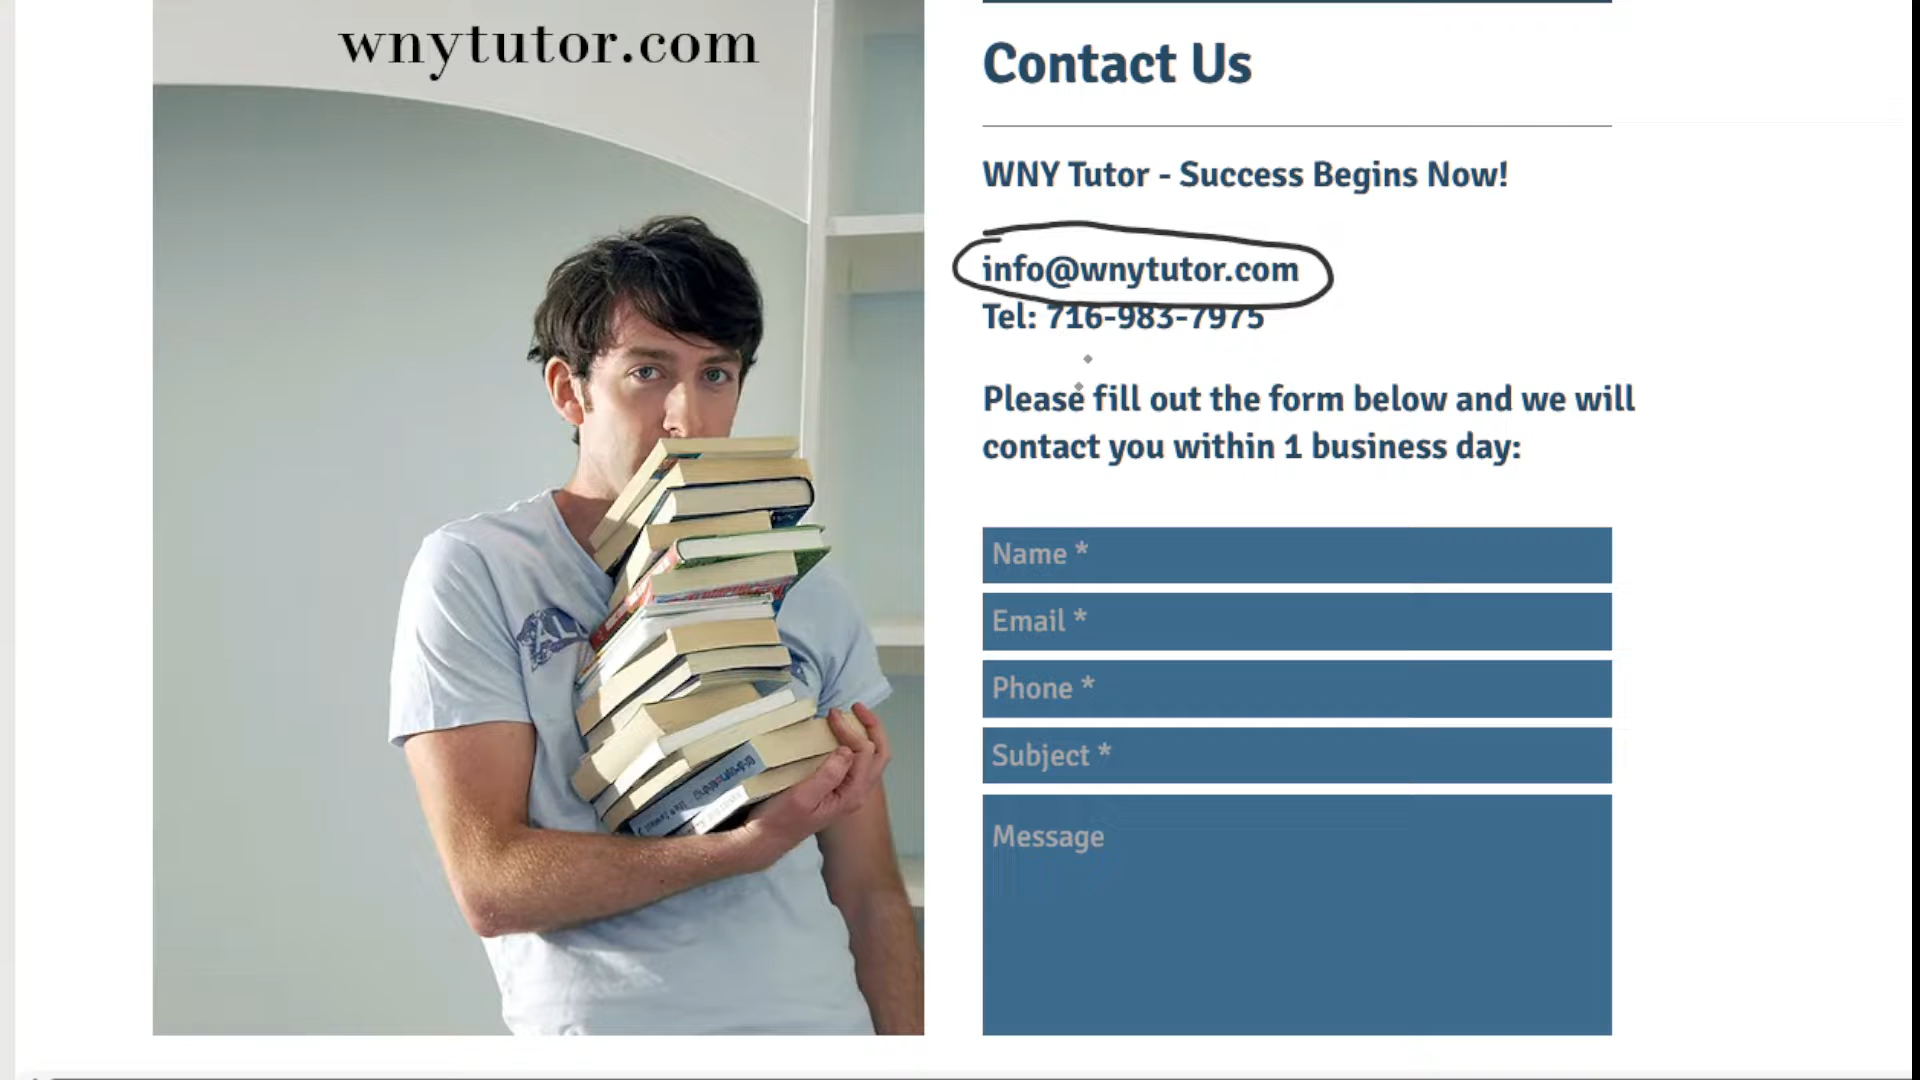 wnytutor.com
Contact Us
WNY Tutor - Success Begins Now!
info@wnytutor.com
Tel: 716-983-7975
Please fill out the form below and we will
contact you within 1 business day:
Name *
Email *
Phone *
Subject *
Message